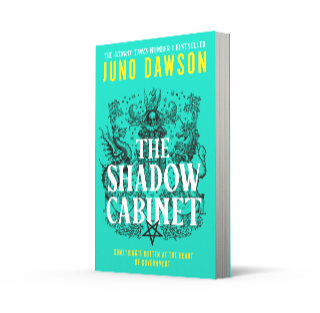 THE SUNDAY TIMES NUMBER 1 BESTSELLER
JUNO DAWSON
THE
SHADOW
CABINET
SOMETHING'S ROTTEN AT THE HEART
OF GOVERNMENT